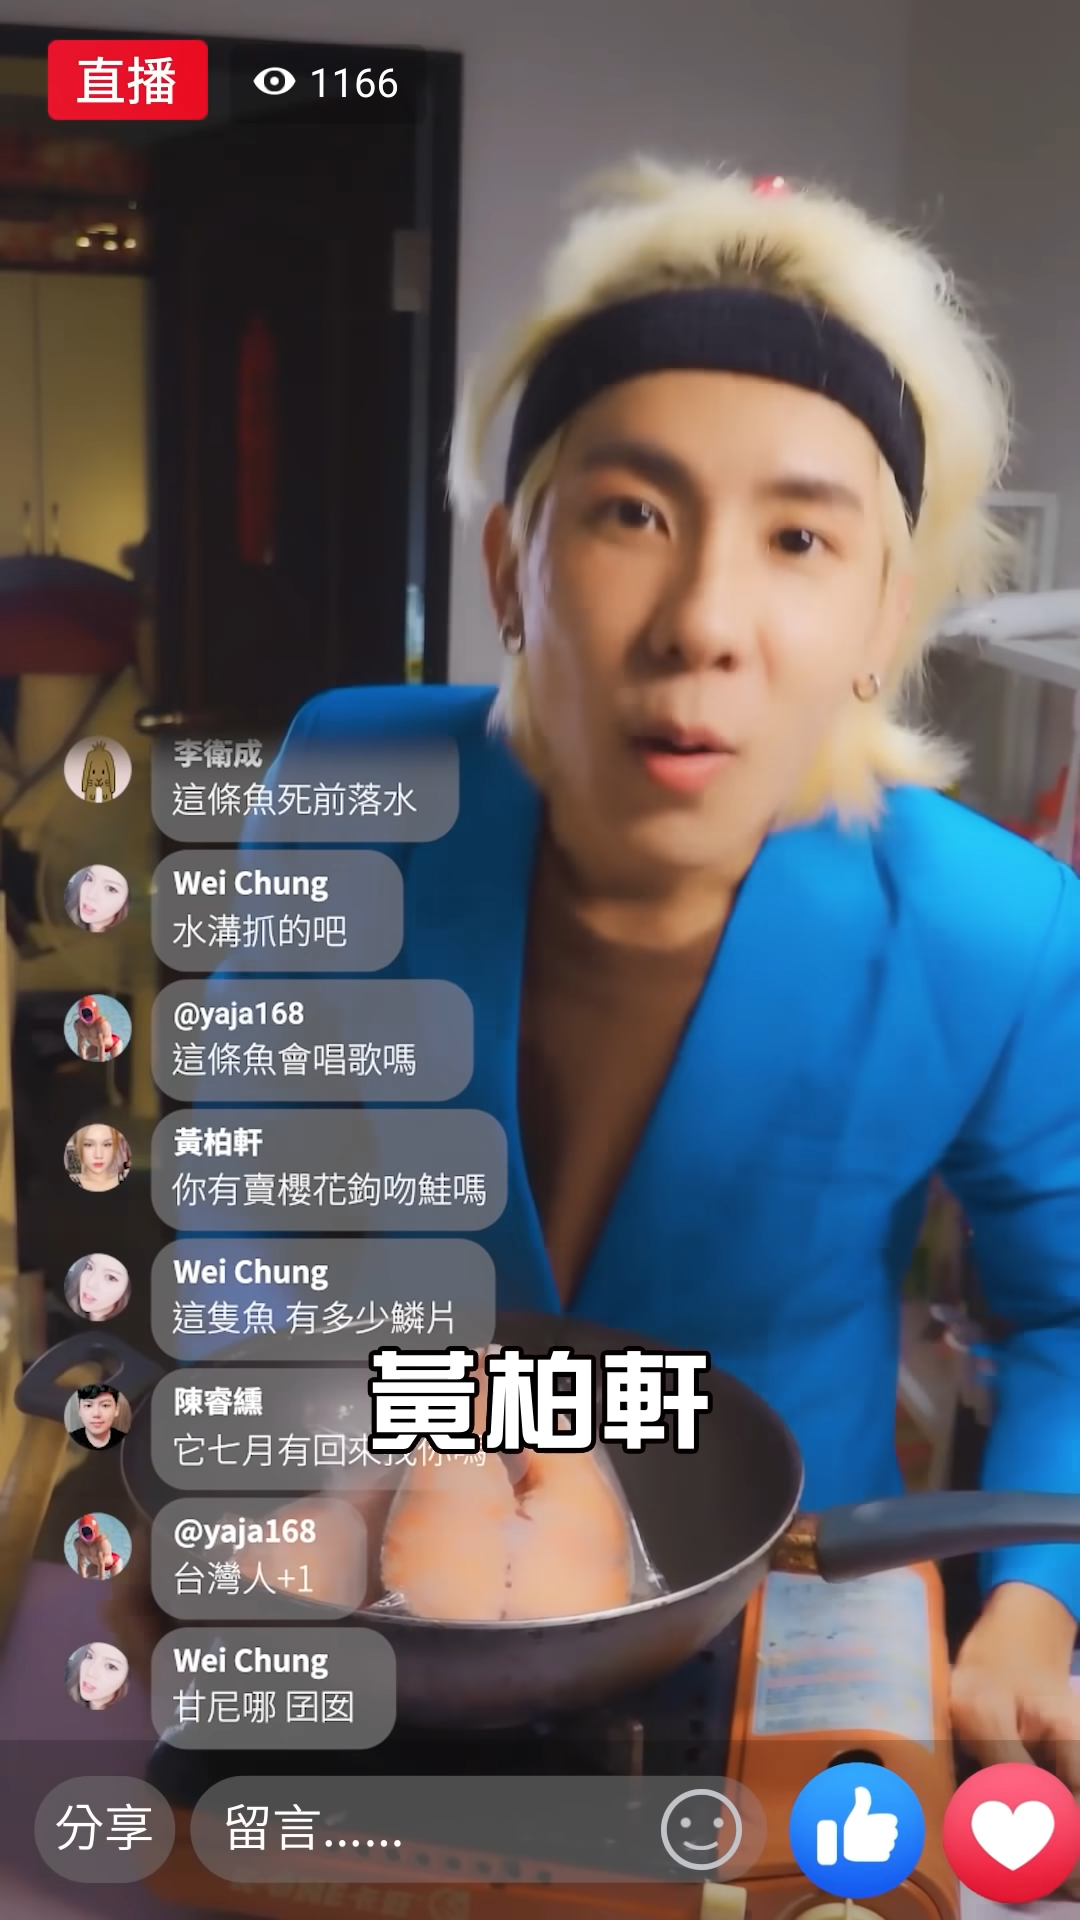 直播
1166
李衛成
這條魚死前落水
Wei Chung
水溝抓的吧
@yaja168
這條魚會唱歌嗎
黃柏軒
你有賣櫻花鉤吻鮭嗎
Wei Chung
這隻魚 有多少鱗片
黃柏軒
陳睿纁
它七月有回來找你嗎
@yaja168
台灣人+1
Wei Chung
甘尼哪 囝囡
分享
留言......